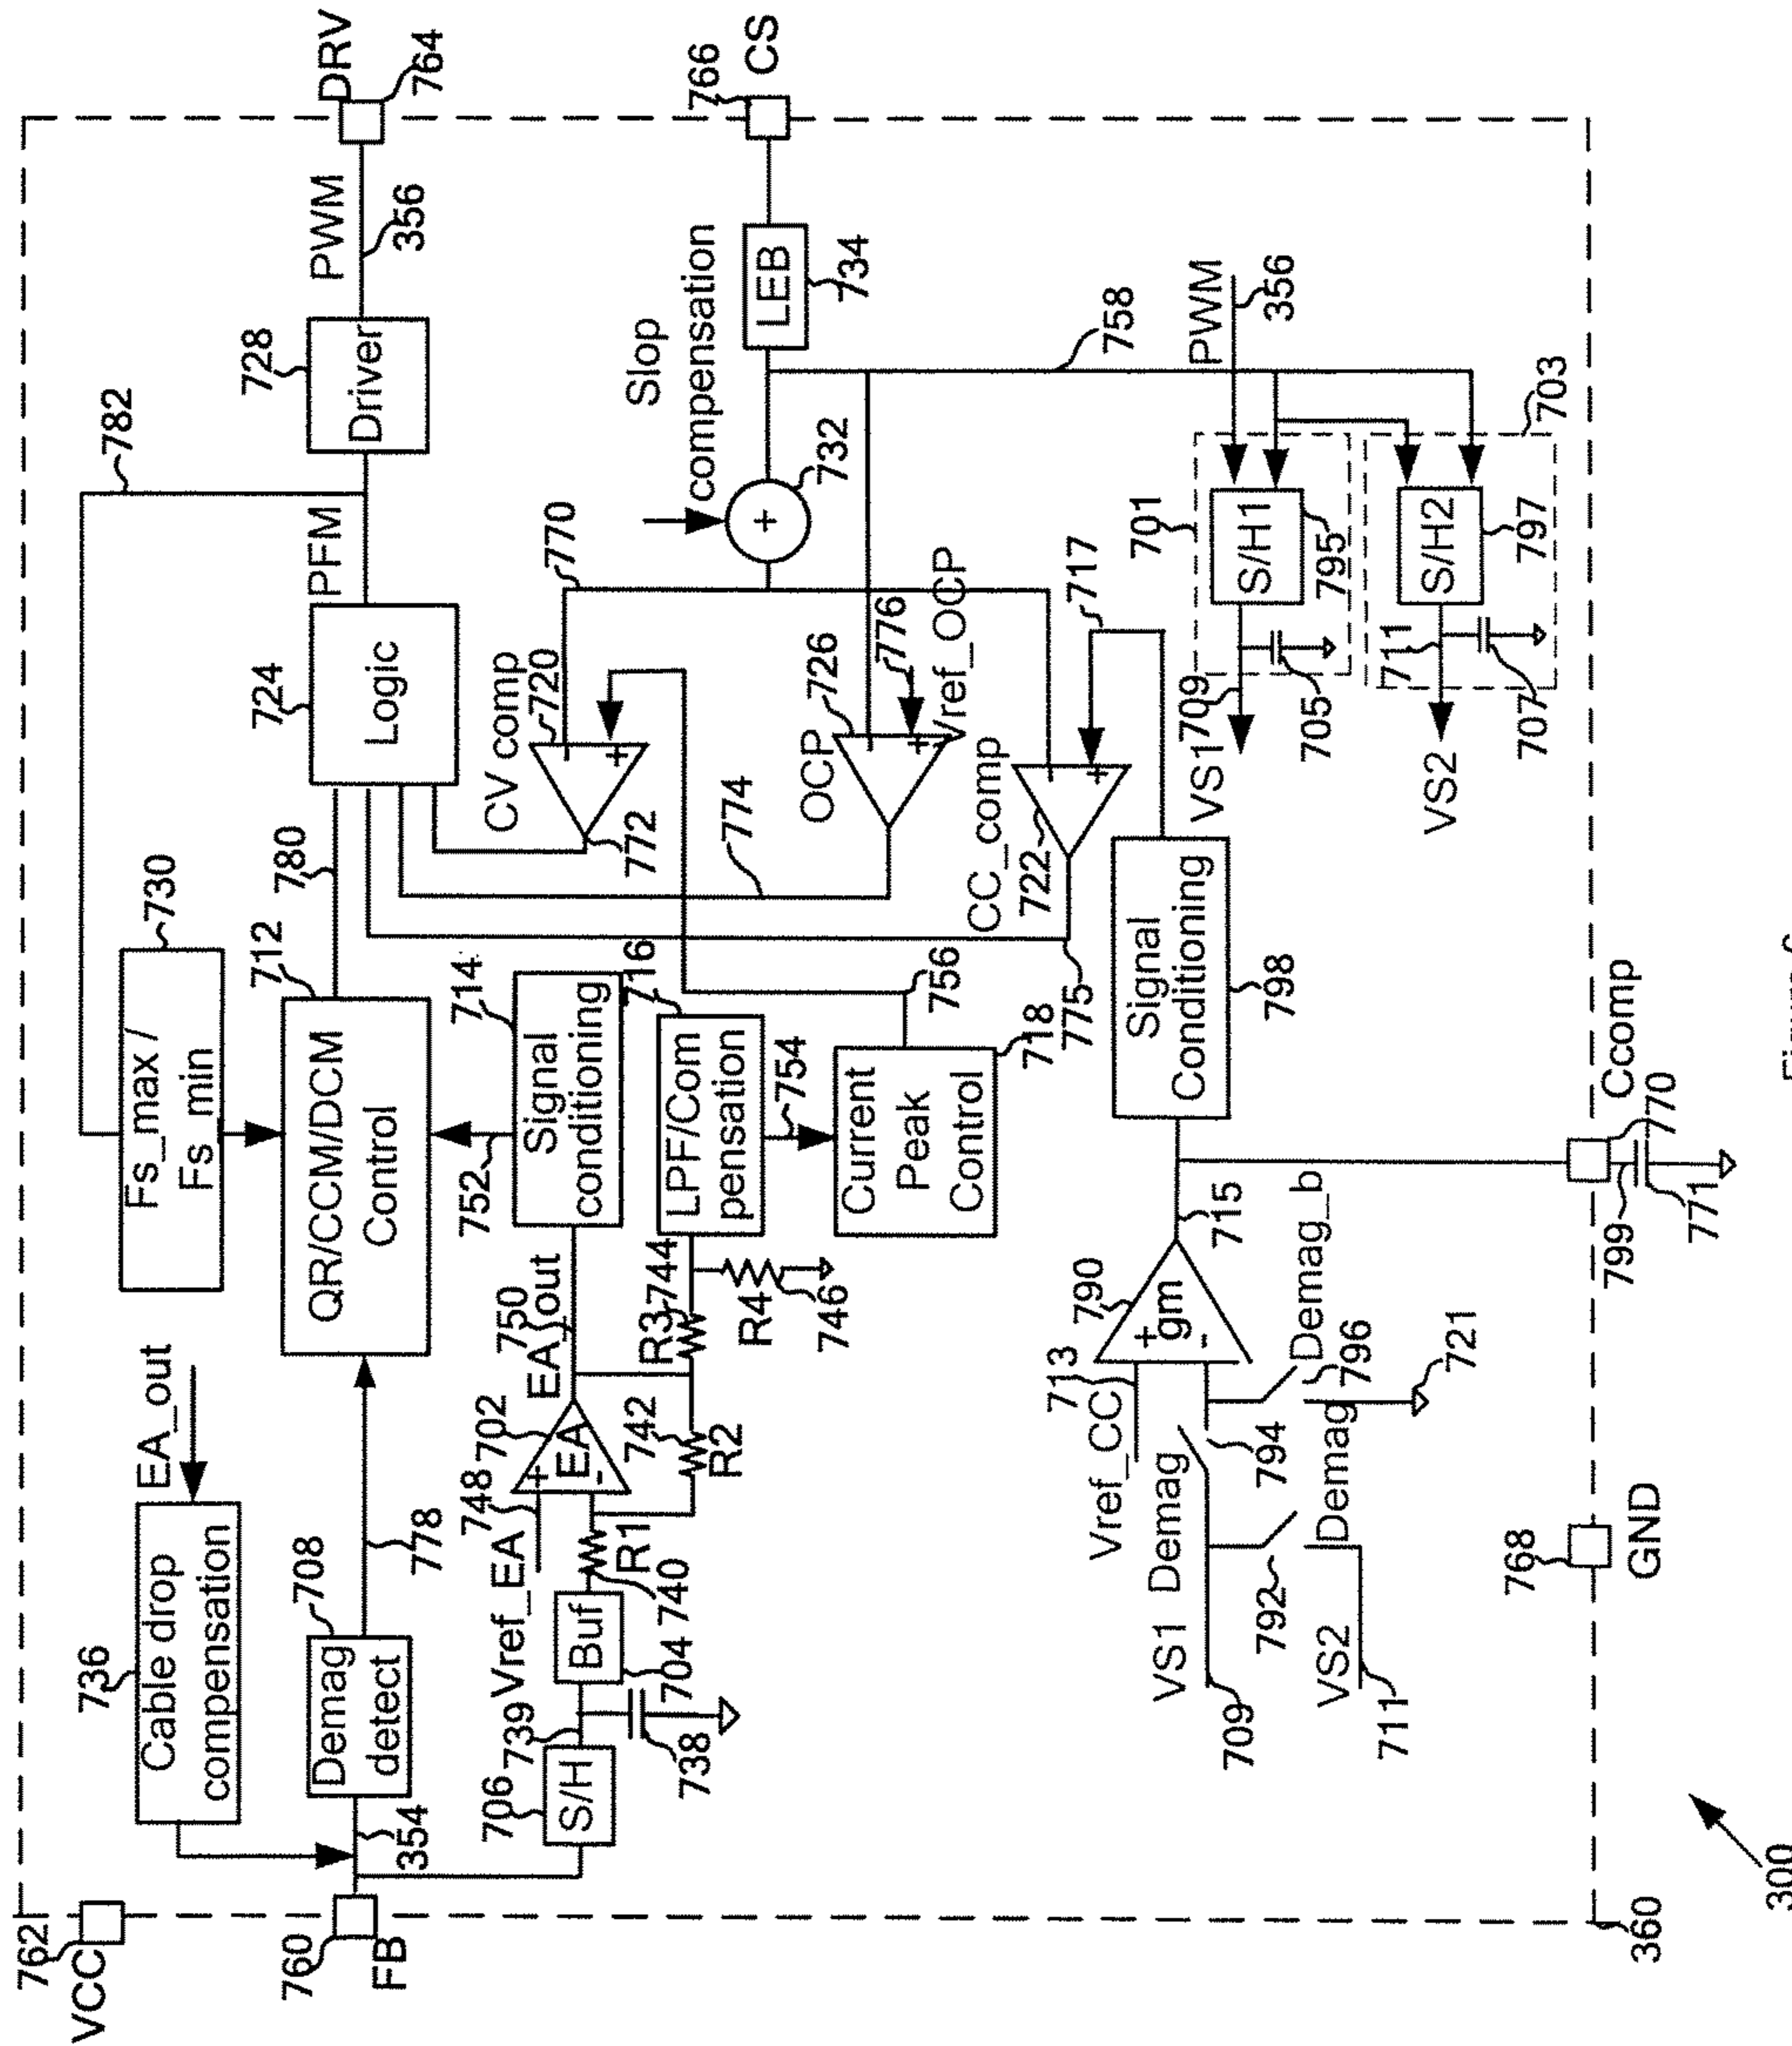 762
VCC
760
FB
736
Cable drop
compensation
EA_out
354
708
Demag
detect
778
Fs_max /
Fs_min
730
712
QR/CCM/DCM
Control
780
782
724
Logic
PFM
728
Driver
PWM
356
DRV
764
706
S/H
739
738
704
Buf
740
R1
Vref_EA
748
702
+
EA
-
742
R2
750
EA_out
R3
744
R4
746
752
714
Signal
conditioning
716
LPF/Com
pensation
754
718
Current
Peak
Control
756
CV comp
720
-
+
772
770
774
OCP
726
-
+
776
Vref_OCP
CC_comp
722
-
+
775
717
732
+
Slop
compensation
734
LEB
766
CS
758
PWM
356
701
S/H1
795
709
VS1
705
703
S/H2
797
711
VS2
707
798
Signal
Conditioning
790
+
gm
-
715
713
Vref_CC
VS1
Demag
709
794
792
Demag
VS2
711
796
Demag_b
721
768
GND
Ccomp
770
799
771
360
300